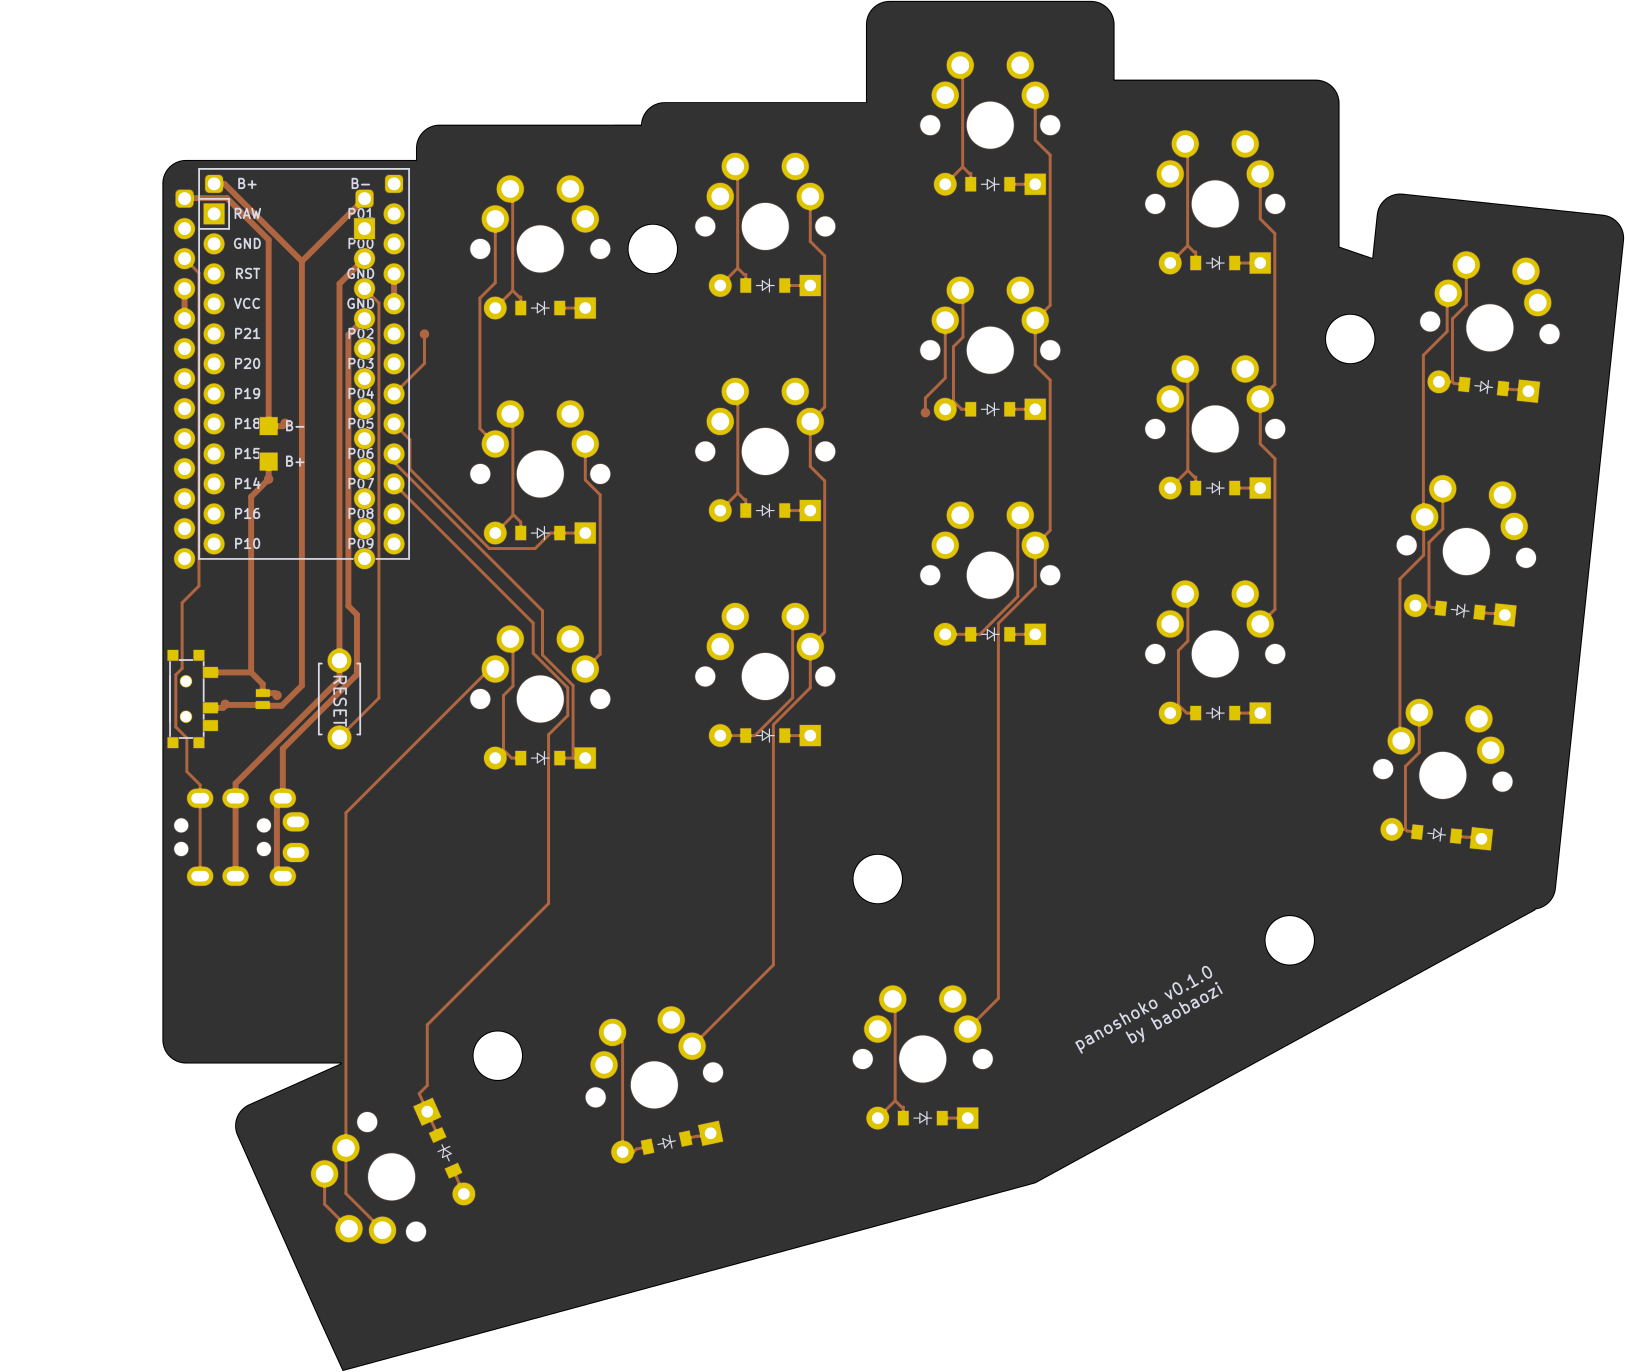 B+ B-
RAW P01
GND P00
RST GND
VCC GND
P21 P02
P20 P03
P19 P04
P18 P05
P15 P06
P14 P07
P16 P08
P10 P09
B-
B+
RESET
panoshoko v0.1.0
by baobaozi